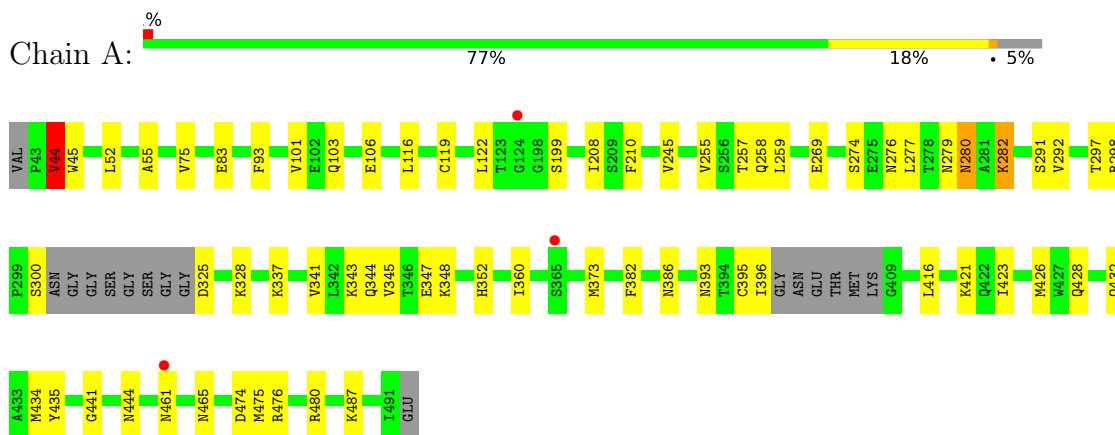 .%
Chain A:
77% 18% • 5%
VAL P43 V44 W45 L52 A55 V75 E83 F93 V101 E102 Q103 E106 L116 C119 L122 T123 G124 G198 S199 I208 S209 F210 V245 V255 S256 T257 Q258 L259 E269 S274 E275 N276 L277 T278 N279 N280 A281 K282 S291 V292 T297
P299 S300 ASN GLY GLY SER GLY SER GLY GLY D325 K328 K337 V341 L342 K343 Q344 V345 T346 E347 K348 H352 I360 S365 M373 F382 N386 N393 T394 C395 I396 GLY ASN GLU THR MET LYS G409 L416 K421 Q422 I423 M426 W427 Q428
A433 M434 Y435 G441 N444 N461 N465 D474 M475 R476 R480 K487 I491 GLU